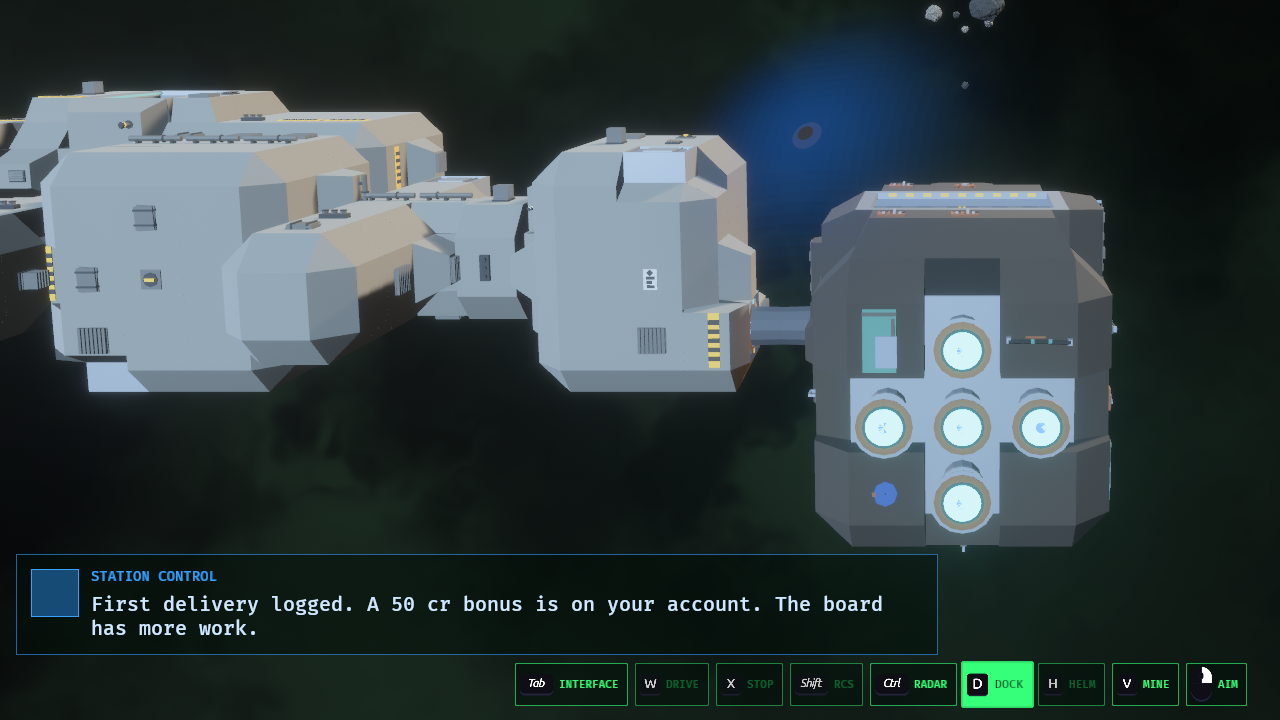 STATION CONTROL
First delivery logged. A 50 cr bonus is on your account. The board
has more work.
Tab INTERFACE W DRIVE X STOP Shift RCS Ctrl RADAR D DOCK H HELM V MINE AIM